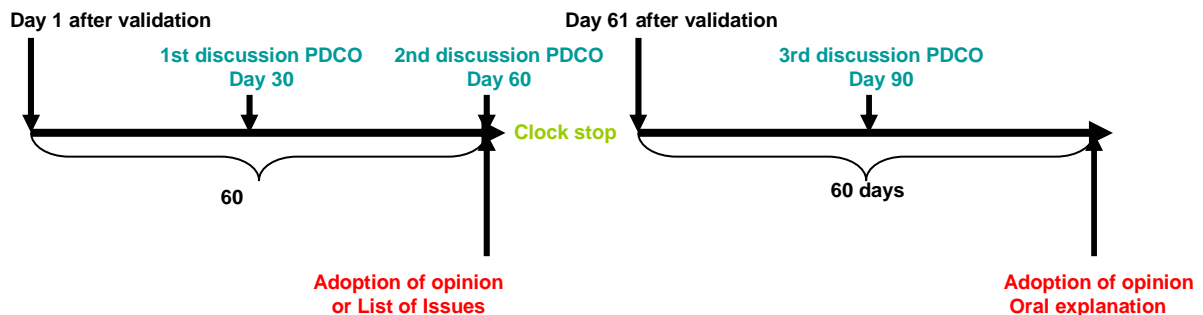 Day 1 after validation
Day 61 after validation
1st discussion PDCO
Day 30
2nd discussion PDCO
Day 60
3rd discussion PDCO
Day 90
Clock stop
60
60 days
Adoption of opinion
or List of Issues
Adoption of opinion
Oral explanation